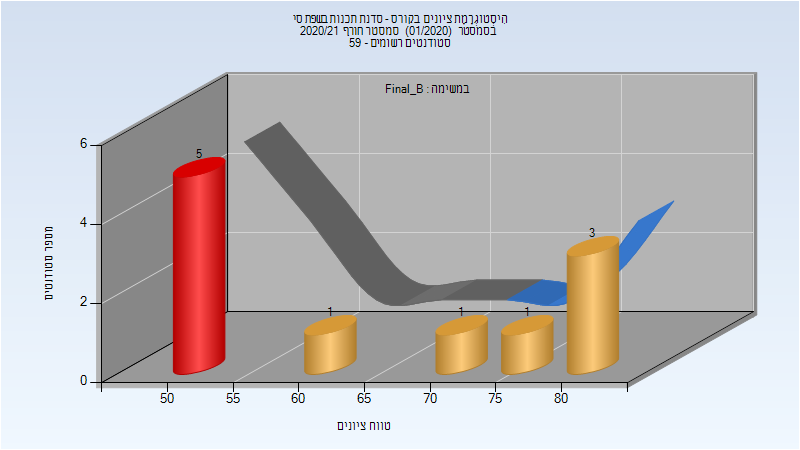 היסטוגרמת ציונים בקורס - סדנת תכנות בשפת סי
בסמסטר (01/2020) סמסטר חורף 2020/21
סטודנטים רשומים - 59
במשימה : Final_B
6
4
2
0
5
1
1
1
3
50 55 60 65 70 75 80
מספר סטודנטים
טווח ציונים